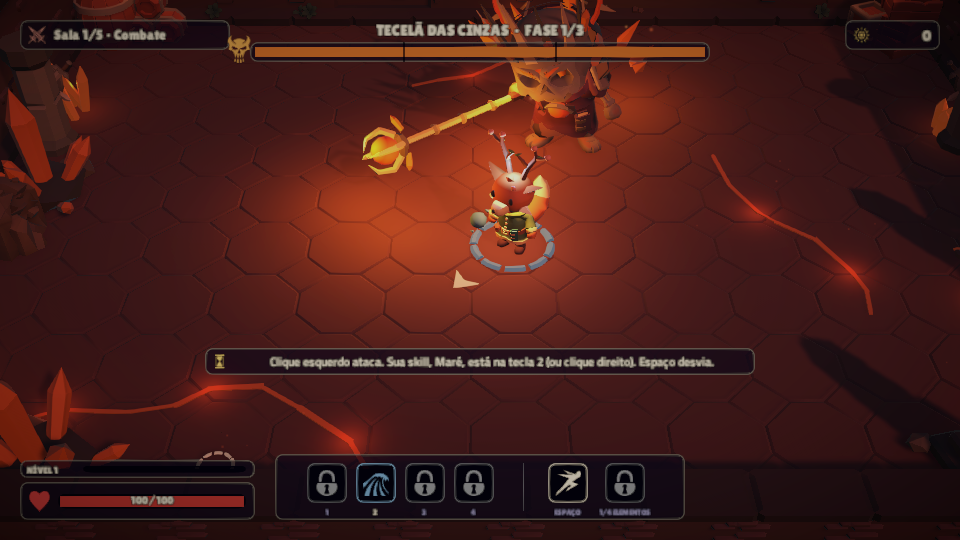 Sala 1/5 · Combate
TECELÃ DAS CINZAS · FASE 1/3
0
Clique esquerdo ataca. Sua skill, Maré, está na tecla 2 (ou clique direito). Espaço desvia.
NÍVEL 1
100/100
1
2
3
4
ESPAÇO
1/4 ELEMENTOS